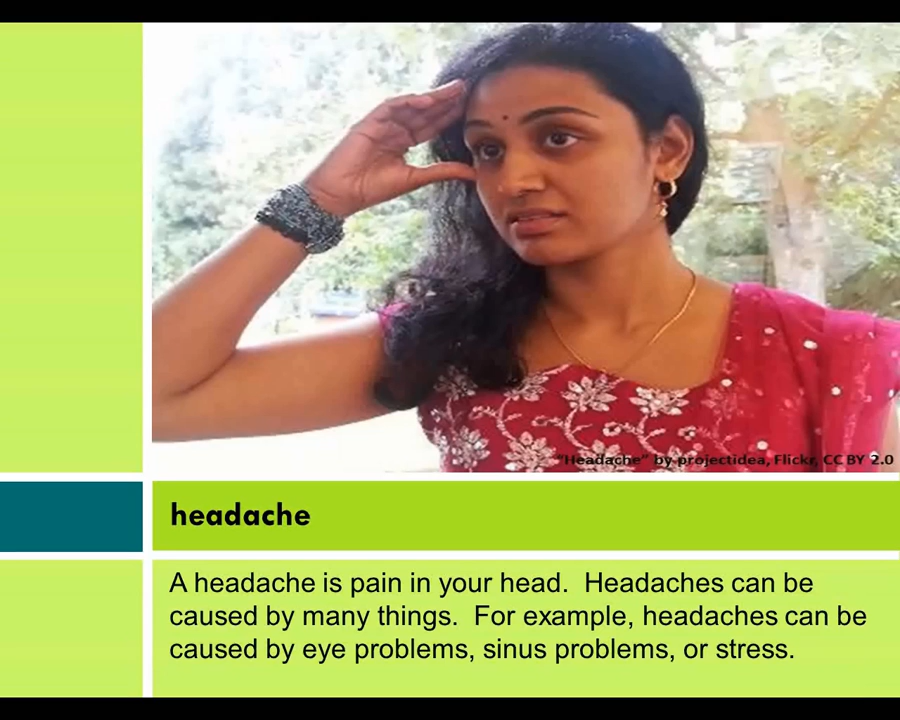 "Headache" by projectidea, Flickr, CC BY 2.0
headache
A headache is pain in your head.  Headaches can be
caused by many things.  For example, headaches can be
caused by eye problems, sinus problems, or stress.